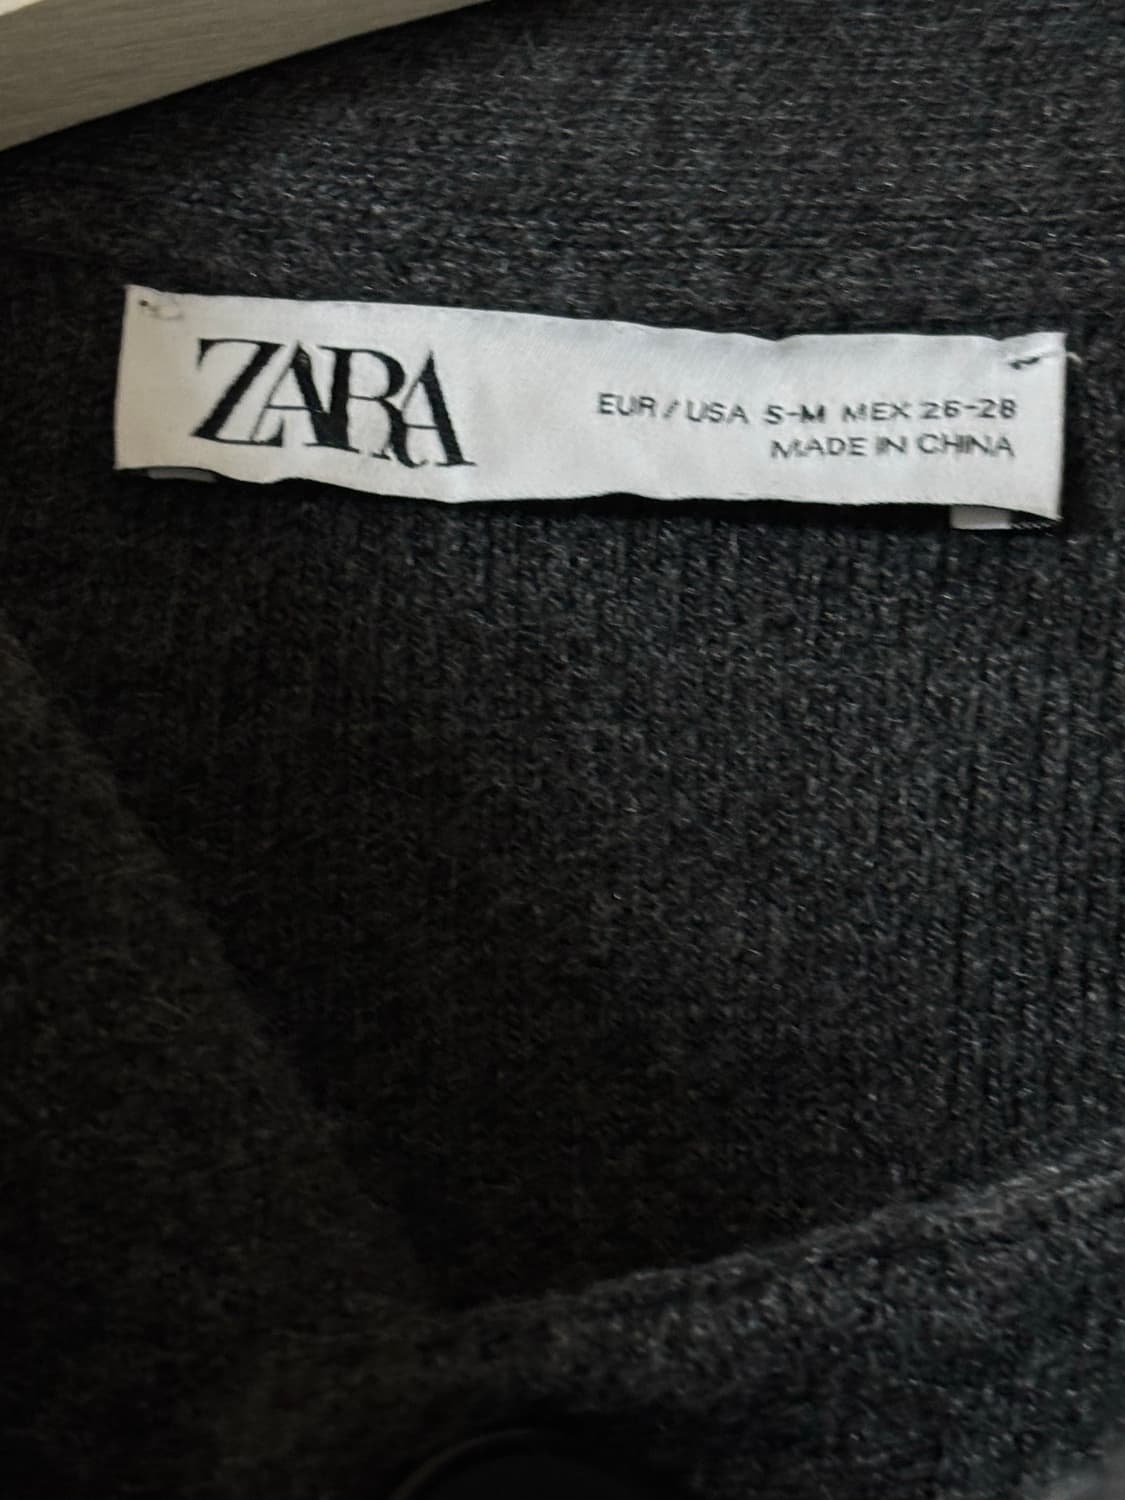 ZARA
EUR / USA S-M MEX 26-28
MADE IN CHINA